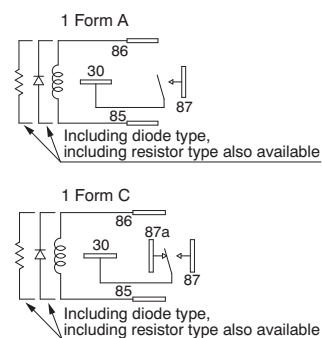 1 Form A
86
30
87
85
Including diode type,
including resistor type also available
1 Form C
86
87a
30
87
85
Including diode type,
including resistor type also available